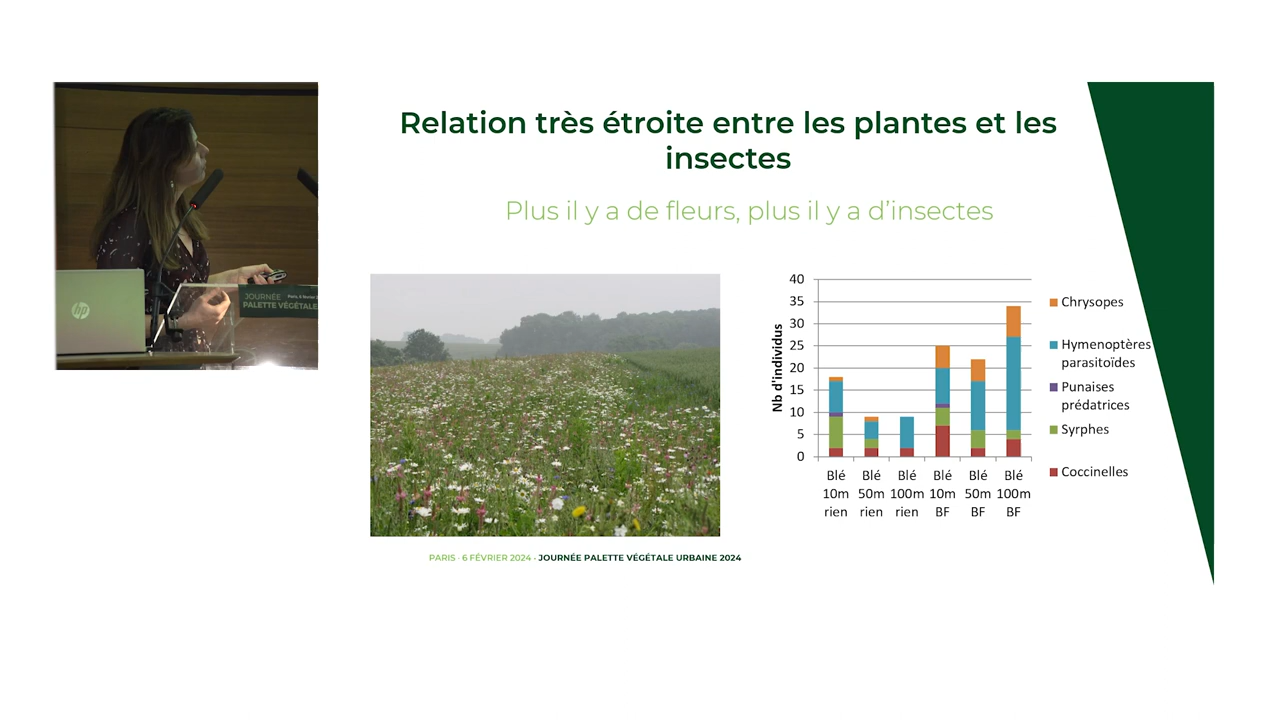 Relation très étroite entre les plantes et les
insectes
Plus il y a de fleurs, plus il y a d'insectes
hp
JOURNÉE
PALETTE VÉGÉTALE
40
35
30
25
20
15
10
5
0
Nb d'individus
Blé 10m rien
Blé 50m rien
Blé 100m rien
Blé 10m BF
Blé 50m BF
Blé 100m BF
Chrysopes
Hyménoptères
parasitoïdes
Punaises
prédatrices
Syrphes
Coccinelles
PARIS - 6 FÉVRIER 2024 - JOURNÉE PALETTE VÉGÉTALE URBAINE 2024